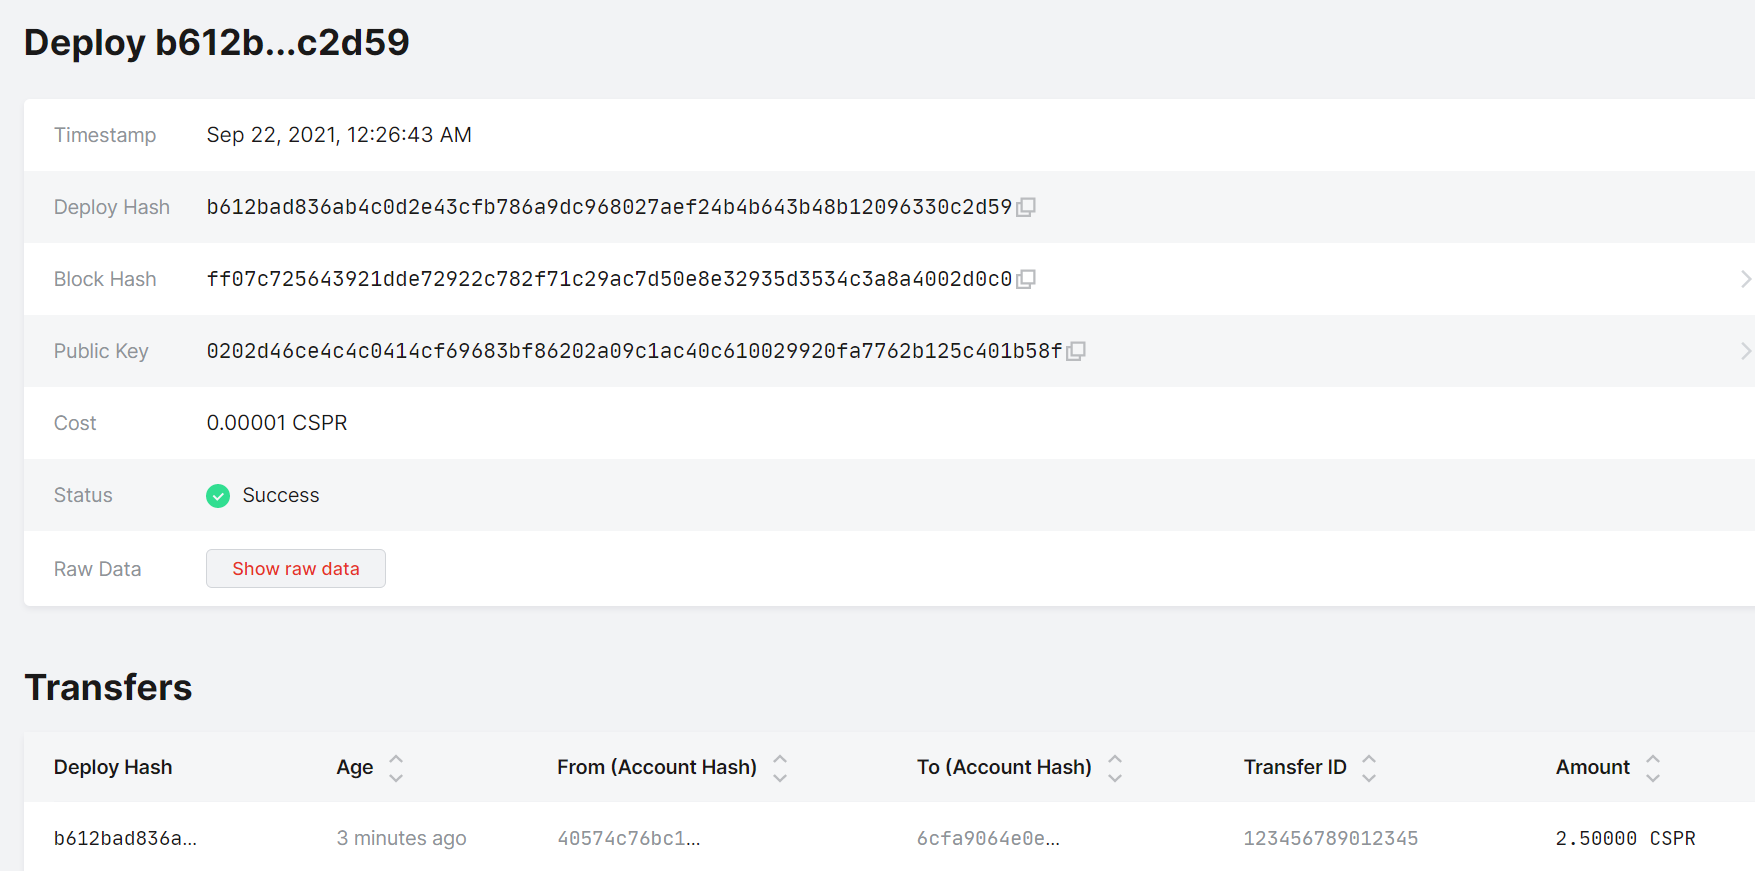 Deploy b612b...c2d59
Timestamp Sep 22, 2021, 12:26:43 AM
Deploy Hash b612bad836ab4c0d2e43cfb786a9dc968027aef24b4b643b48b12096330c2d59
Block Hash ff07c725643921dde72922c782f71c29ac7d50e8e32935d3534c3a8a4002d0c0
Public Key 0202d46ce4c4c0414cf69683bf86202a09c1ac40c610029920fa7762b125c401b58f
Cost 0.00001 CSPR
Status Success
Raw Data Show raw data
Transfers
Deploy Hash Age From (Account Hash) To (Account Hash) Transfer ID Amount
b612bad836a... 3 minutes ago 40574c76bc1... 6cfa9064e0e... 123456789012345 2.50000 CSPR